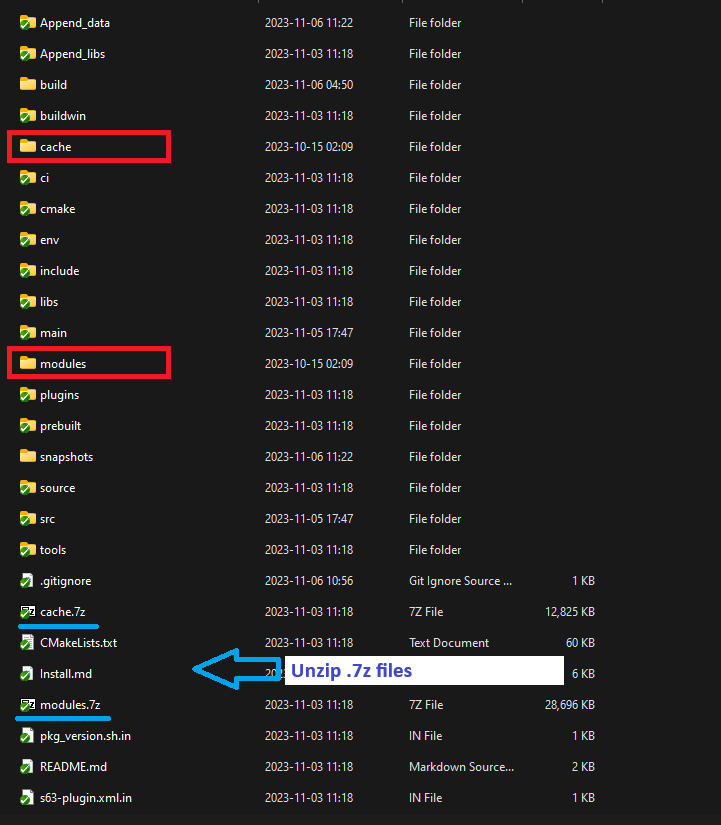 Append_data 2023-11-06 11:22 File folder
Append_libs 2023-11-03 11:18 File folder
build 2023-11-06 04:50 File folder
buildwin 2023-11-03 11:18 File folder
cache 2023-10-15 02:09 File folder
ci 2023-11-03 11:18 File folder
cmake 2023-11-03 11:18 File folder
env 2023-11-03 11:18 File folder
include 2023-11-03 11:18 File folder
libs 2023-11-03 11:18 File folder
main 2023-11-05 17:47 File folder
modules 2023-10-15 02:09 File folder
plugins 2023-11-03 11:18 File folder
prebuilt 2023-11-03 11:18 File folder
snapshots 2023-11-06 11:22 File folder
source 2023-11-03 11:18 File folder
src 2023-11-05 17:47 File folder
tools 2023-11-03 11:18 File folder
.gitignore 2023-11-06 10:56 Git Ignore Source ... 1 KB
cache.7z 2023-11-03 11:18 7Z File 12,825 KB
CMakeLists.txt 2023-11-03 11:18 Text Document 60 KB
Install.md Unzip .7z files 6 KB
modules.7z 2023-11-03 11:18 7Z File 28,696 KB
pkg_version.sh.in 2023-11-03 11:18 IN File 1 KB
README.md 2023-11-03 11:18 Markdown Source... 2 KB
s63-plugin.xml.in 2023-11-03 11:18 IN File 1 KB